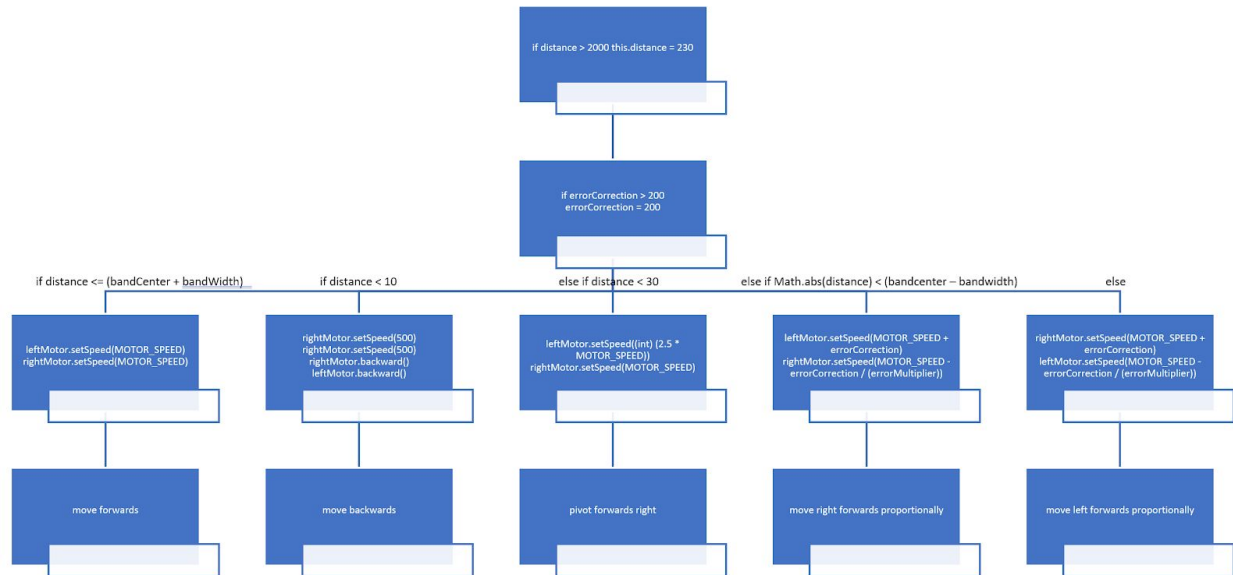 if distance > 2000 this.distance = 230
if errorCorrection > 200
errorCorrection = 200
if distance <= (bandCenter + bandWidth)
if distance < 10
else if distance < 30
else if Math.abs(distance) < (bandcenter – bandwidth)
else
leftMotor.setSpeed(MOTOR_SPEED)
rightMotor.setSpeed(MOTOR_SPEED)
rightMotor.setSpeed(500)
rightMotor.setSpeed(500)
rightMotor.backward()
leftMotor.backward()
leftMotor.setSpeed((int) (2.5 *
MOTOR_SPEED))
rightMotor.setSpeed(MOTOR_SPEED)
leftMotor.setSpeed(MOTOR_SPEED +
errorCorrection)
rightMotor.setSpeed(MOTOR_SPEED -
errorCorrection / (errorMultiplier))
rightMotor.setSpeed(MOTOR_SPEED +
errorCorrection)
leftMotor.setSpeed(MOTOR_SPEED -
errorCorrection / (errorMultiplier))
move forwards
move backwards
pivot forwards right
move right forwards proportionally
move left forwards proportionally